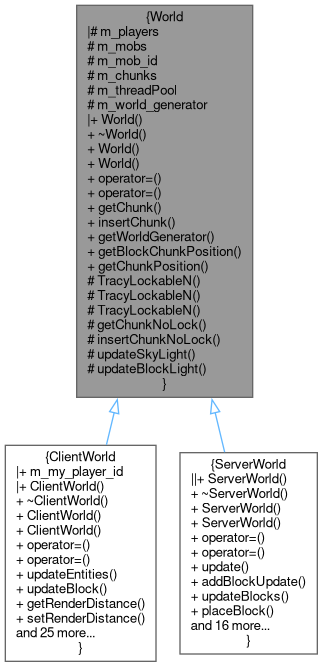 {World
|# m_players
# m_mobs
# m_mob_id
# m_chunks
# m_threadPool
# m_world_generator
|+ World()
+ ~World()
+ World()
+ World()
+ operator=()
+ operator=()
+ getChunk()
+ insertChunk()
+ getWorldGenerator()
+ getBlockChunkPosition()
+ getChunkPosition()
# TracyLockableN()
# TracyLockableN()
# TracyLockableN()
# getChunkNoLock()
# insertChunkNoLock()
# updateSkyLight()
# updateBlockLight()
}
{ClientWorld
|+ m_my_player_id
|+ ClientWorld()
+ ~ClientWorld()
+ ClientWorld()
+ ClientWorld()
+ operator=()
+ operator=()
+ updateEntities()
+ updateBlock()
+ getRenderDistance()
+ setRenderDistance()
and 25 more...
}
{ServerWorld
||+ ServerWorld()
+ ~ServerWorld()
+ ServerWorld()
+ ServerWorld()
+ operator=()
+ operator=()
+ update()
+ addBlockUpdate()
+ updateBlocks()
+ placeBlock()
and 16 more...
}